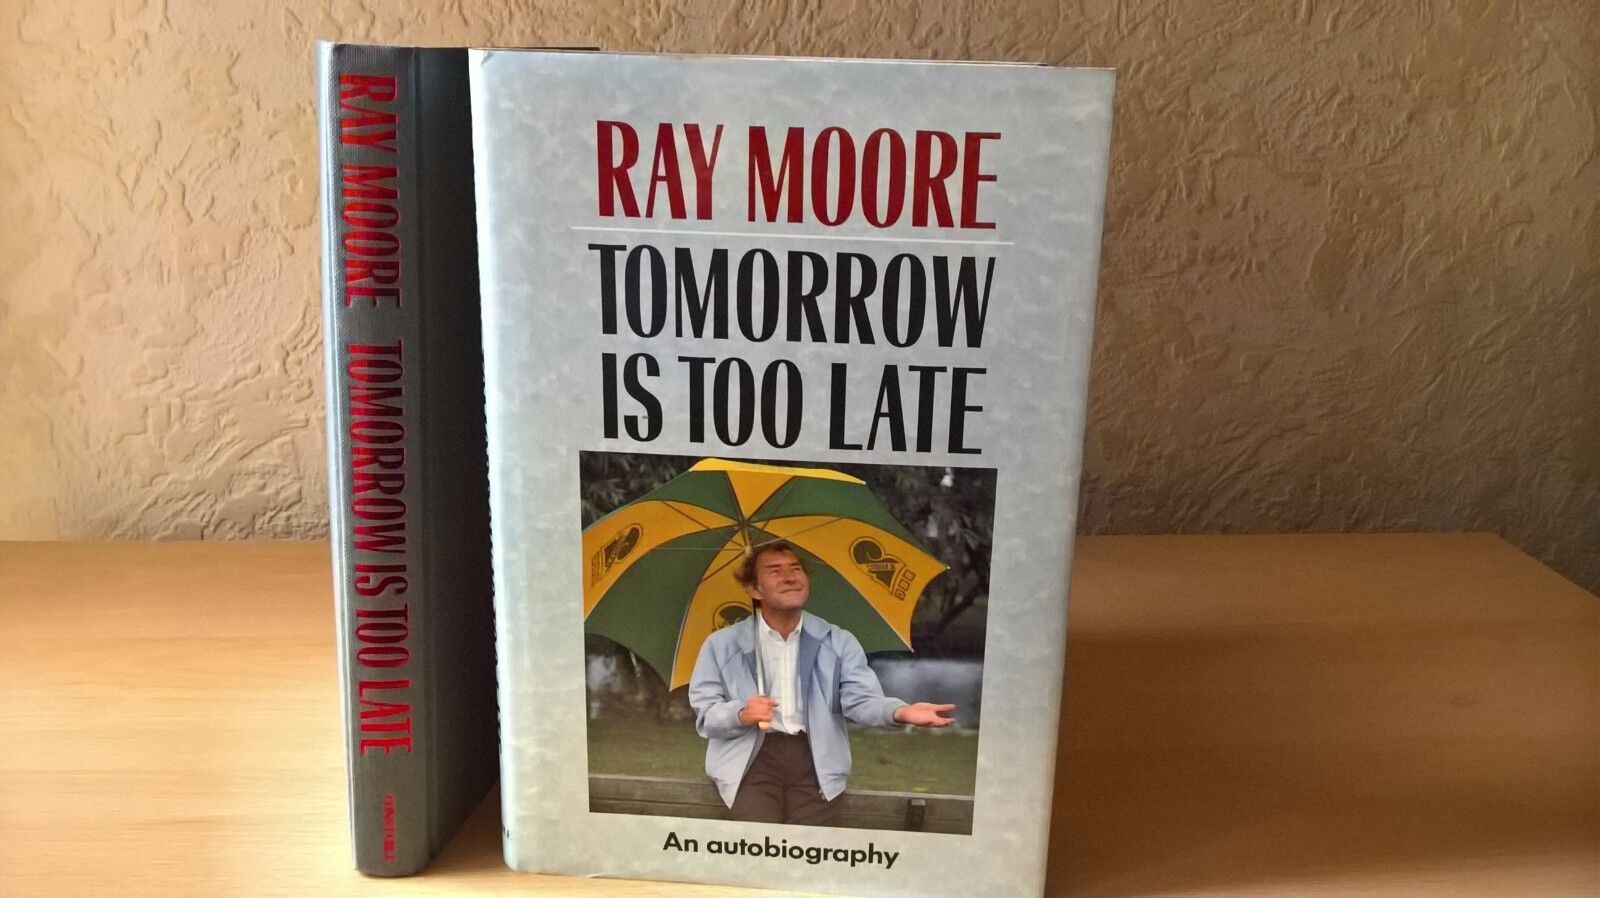 RAY MOORE TOMORROW IS TOO LATE
CONSTABLE
RAY MOORE
TOMORROW
IS TOO LATE
An autobiography